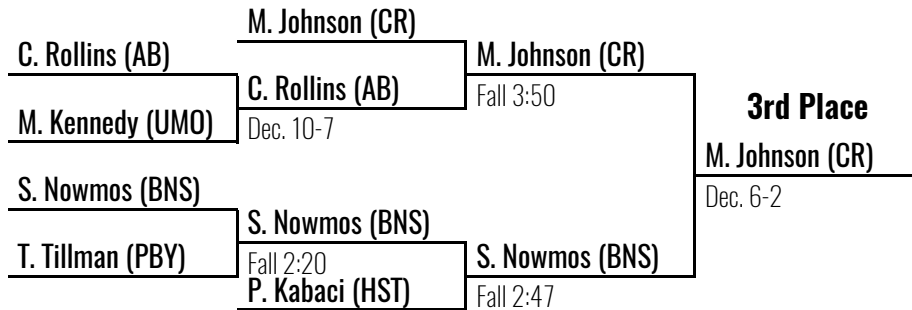 M. Johnson (CR)
C. Rollins (AB)
M. Johnson (CR)
C. Rollins (AB)
Fall 3:50
3rd Place
M. Kennedy (UMO)
Dec. 10-7
M. Johnson (CR)
S. Nowmos (BNS)
Dec. 6-2
S. Nowmos (BNS)
T. Tillman (PBY)
Fall 2:20
S. Nowmos (BNS)
P. Kabaci (HST)
Fall 2:47